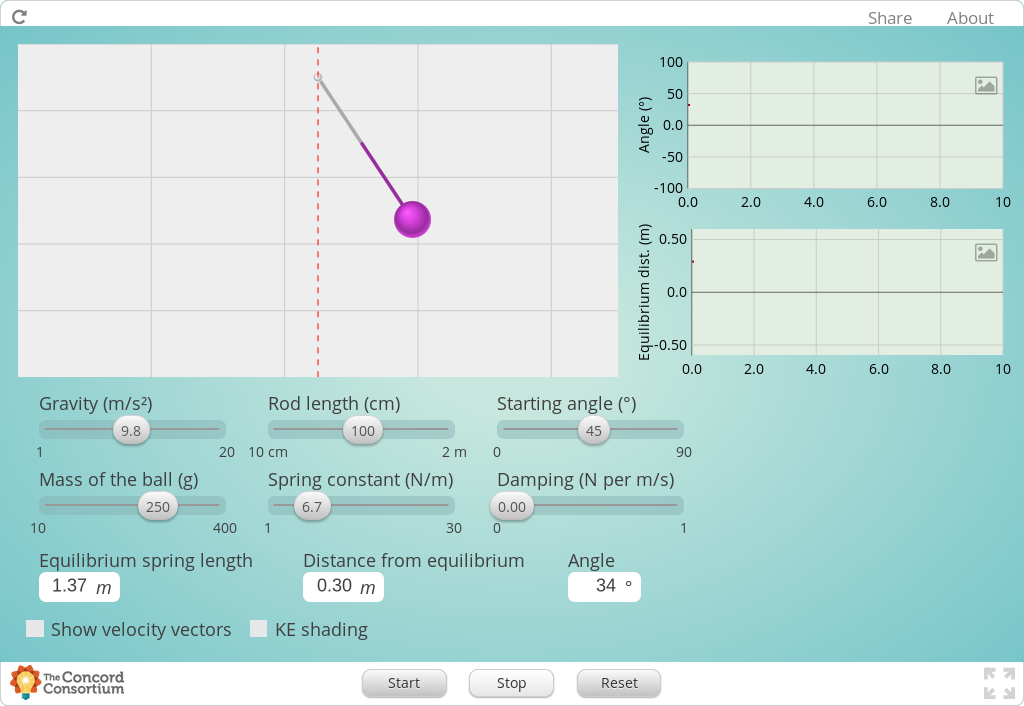 Share About
100
50
0.0
-50
-100
Angle (°)
0.0 2.0 4.0 6.0 8.0 10
0.50
0.0
-0.50
Equilibrium dist. (m)
0.0 2.0 4.0 6.0 8.0 10
Gravity (m/s²) Rod length (cm) Starting angle (°)
9.8 100 45
1 20 10 cm 2 m 0 90
Mass of the ball (g) Spring constant (N/m) Damping (N per m/s)
250 6.7 0.00
10 400 1 30 0 1
Equilibrium spring length Distance from equilibrium Angle
1.37 m 0.30 m 34 °
Show velocity vectors KE shading
The Concord
Consortium
Start Stop Reset